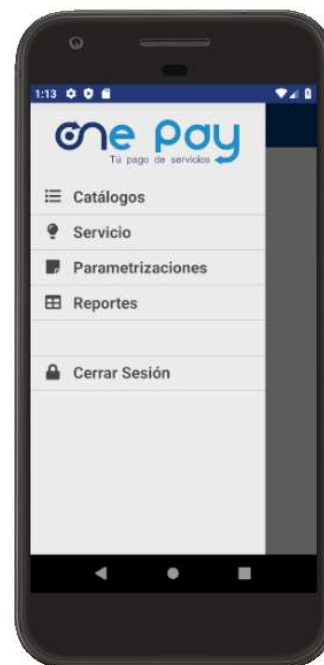 1:13
One Pay
Tú pago de servicios
Catálogos
Servicio
Parametrizaciones
Reportes
Cerrar Sesión